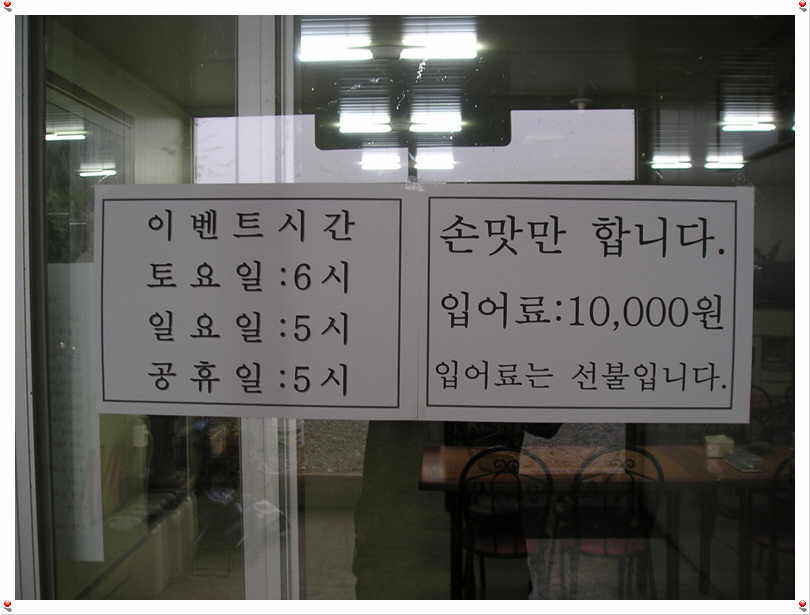 이벤트시간
토요일:6시
일요일:5시
공휴일:5시
손맛만 합니다.
입어료:10,000원
입어료는 선불입니다.